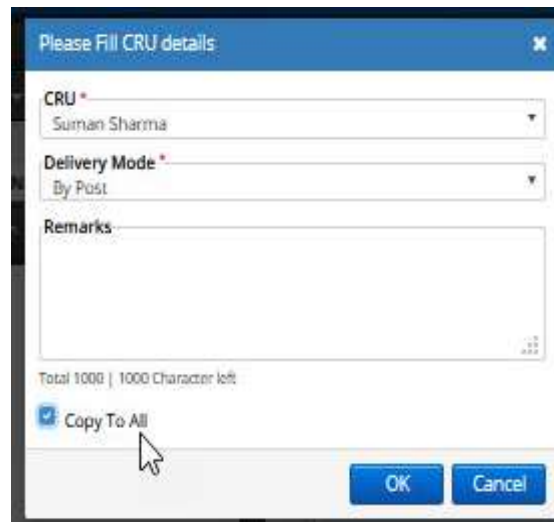 Please Fill CRU details
CRU *
Suman Sharma
Delivery Mode *
By Post
Remarks
Total 1000 | 1000 Character left
Copy To All
OK
Cancel